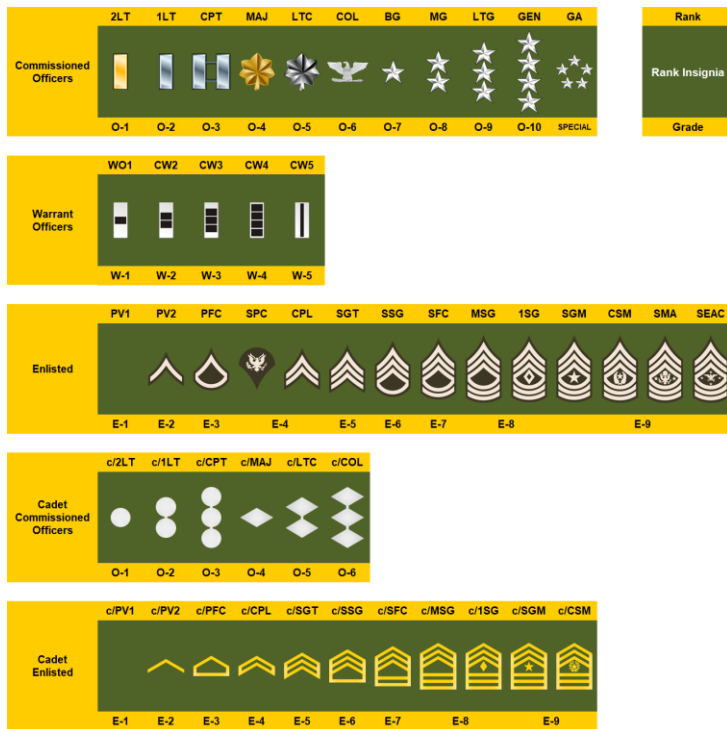 2LT 1LT CPT MAJ LTC COL BG MG LTG GEN GA
Commissioned
Officers
O-1 O-2 O-3 O-4 O-5 O-6 O-7 O-8 O-9 O-10 SPECIAL
Rank
Rank Insignia
Grade
WO1 CW2 CW3 CW4 CW5
Warrant
Officers
W-1 W-2 W-3 W-4 W-5
PV1 PV2 PFC SPC CPL SGT SSG SFC MSG 1SG SGM CSM SMA SEAC
Enlisted
E-1 E-2 E-3 E-4 E-5 E-6 E-7 E-8 E-9
c/2LT c/1LT c/CPT c/MAJ c/LTC c/COL
Cadet
Commissioned
Officers
O-1 O-2 O-3 O-4 O-5 O-6
c/PV1 c/PV2 c/PFC c/CPL c/SGT c/SSG c/SFC c/MSG c/1SG c/SGM c/CSM
Cadet
Enlisted
E-1 E-2 E-3 E-4 E-5 E-6 E-7 E-8 E-9